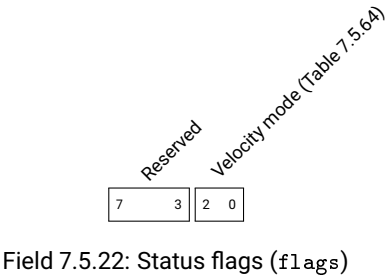 Reserved
Velocity mode (Table 7.5.64)
7 3 2 0
Field 7.5.22: Status flags (flags)